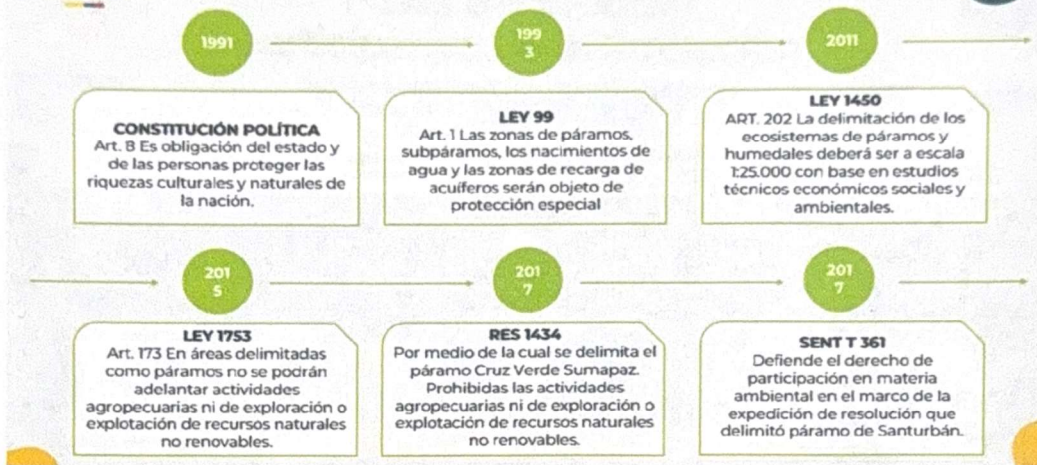 1991
199
3
2011
CONSTITUCIÓN POLÍTICA
Art. 8 Es obligación del estado y
de las personas proteger las
riquezas culturales y naturales de
la nación.
LEY 99
Art. 1 Las zonas de páramos,
subpáramos, los nacimientos de
agua y las zonas de recarga de
acuíferos serán objeto de
protección especial
LEY 1450
ART. 202 La delimitación de los
ecosistemas de páramos y
humedales deberá ser a escala
1:25.000 con base en estudios
técnicos económicos sociales y
ambientales.
201
5
201
7
201
7
LEY 1753
Art. 173 En áreas delimitadas
como páramos no se podrán
adelantar actividades
agropecuarias ni de exploración o
explotación de recursos naturales
no renovables.
RES 1434
Por medio de la cual se delimita el
páramo Cruz Verde Sumapaz.
Prohibidas las actividades
agropecuarias ni de exploración o
explotación de recursos naturales
no renovables.
SENT T 361
Defiende el derecho de
participación en materia
ambiental en el marco de la
expedición de resolución que
delimitó páramo de Santurbán.